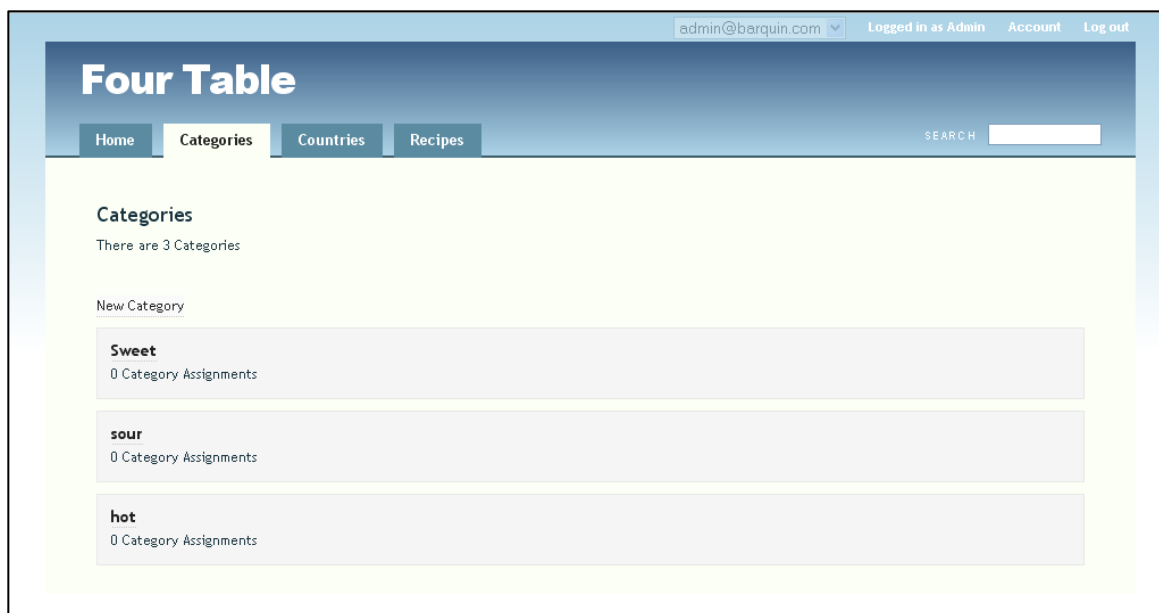 admin@barquin.com Logged in as Admin Account Log out
Four Table
Home Categories Countries Recipes SEARCH
Categories
There are 3 Categories
New Category
Sweet
0 Category Assignments
sour
0 Category Assignments
hot
0 Category Assignments